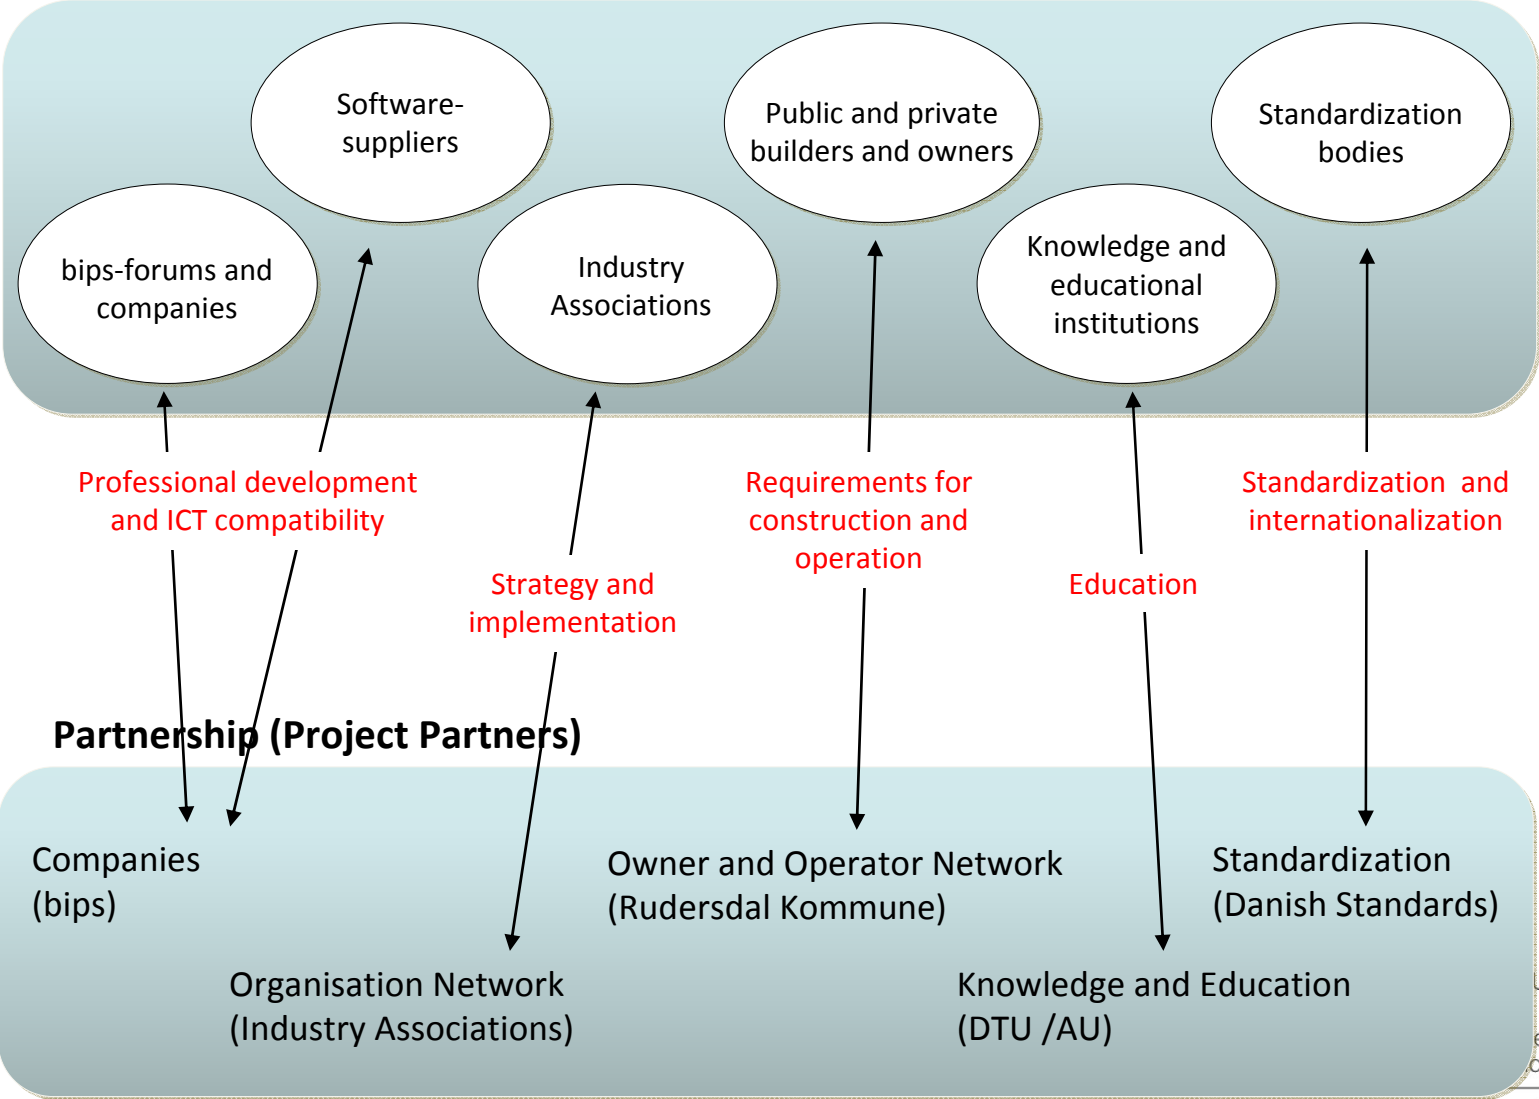 Software-
suppliers
Public and private
builders and owners
Standardization
bodies
bips-forums and
companies
Industry
Associations
Knowledge and
educational
institutions
Professional development
and ICT compatibility
Requirements for
construction and
operation
Standardization and
internationalization
Strategy and
implementation
Education
Partnership (Project Partners)
Companies
(bips)
Owner and Operator Network
(Rudersdal Kommune)
Standardization
(Danish Standards)
Organisation Network
(Industry Associations)
Knowledge and Education
(DTU /AU)